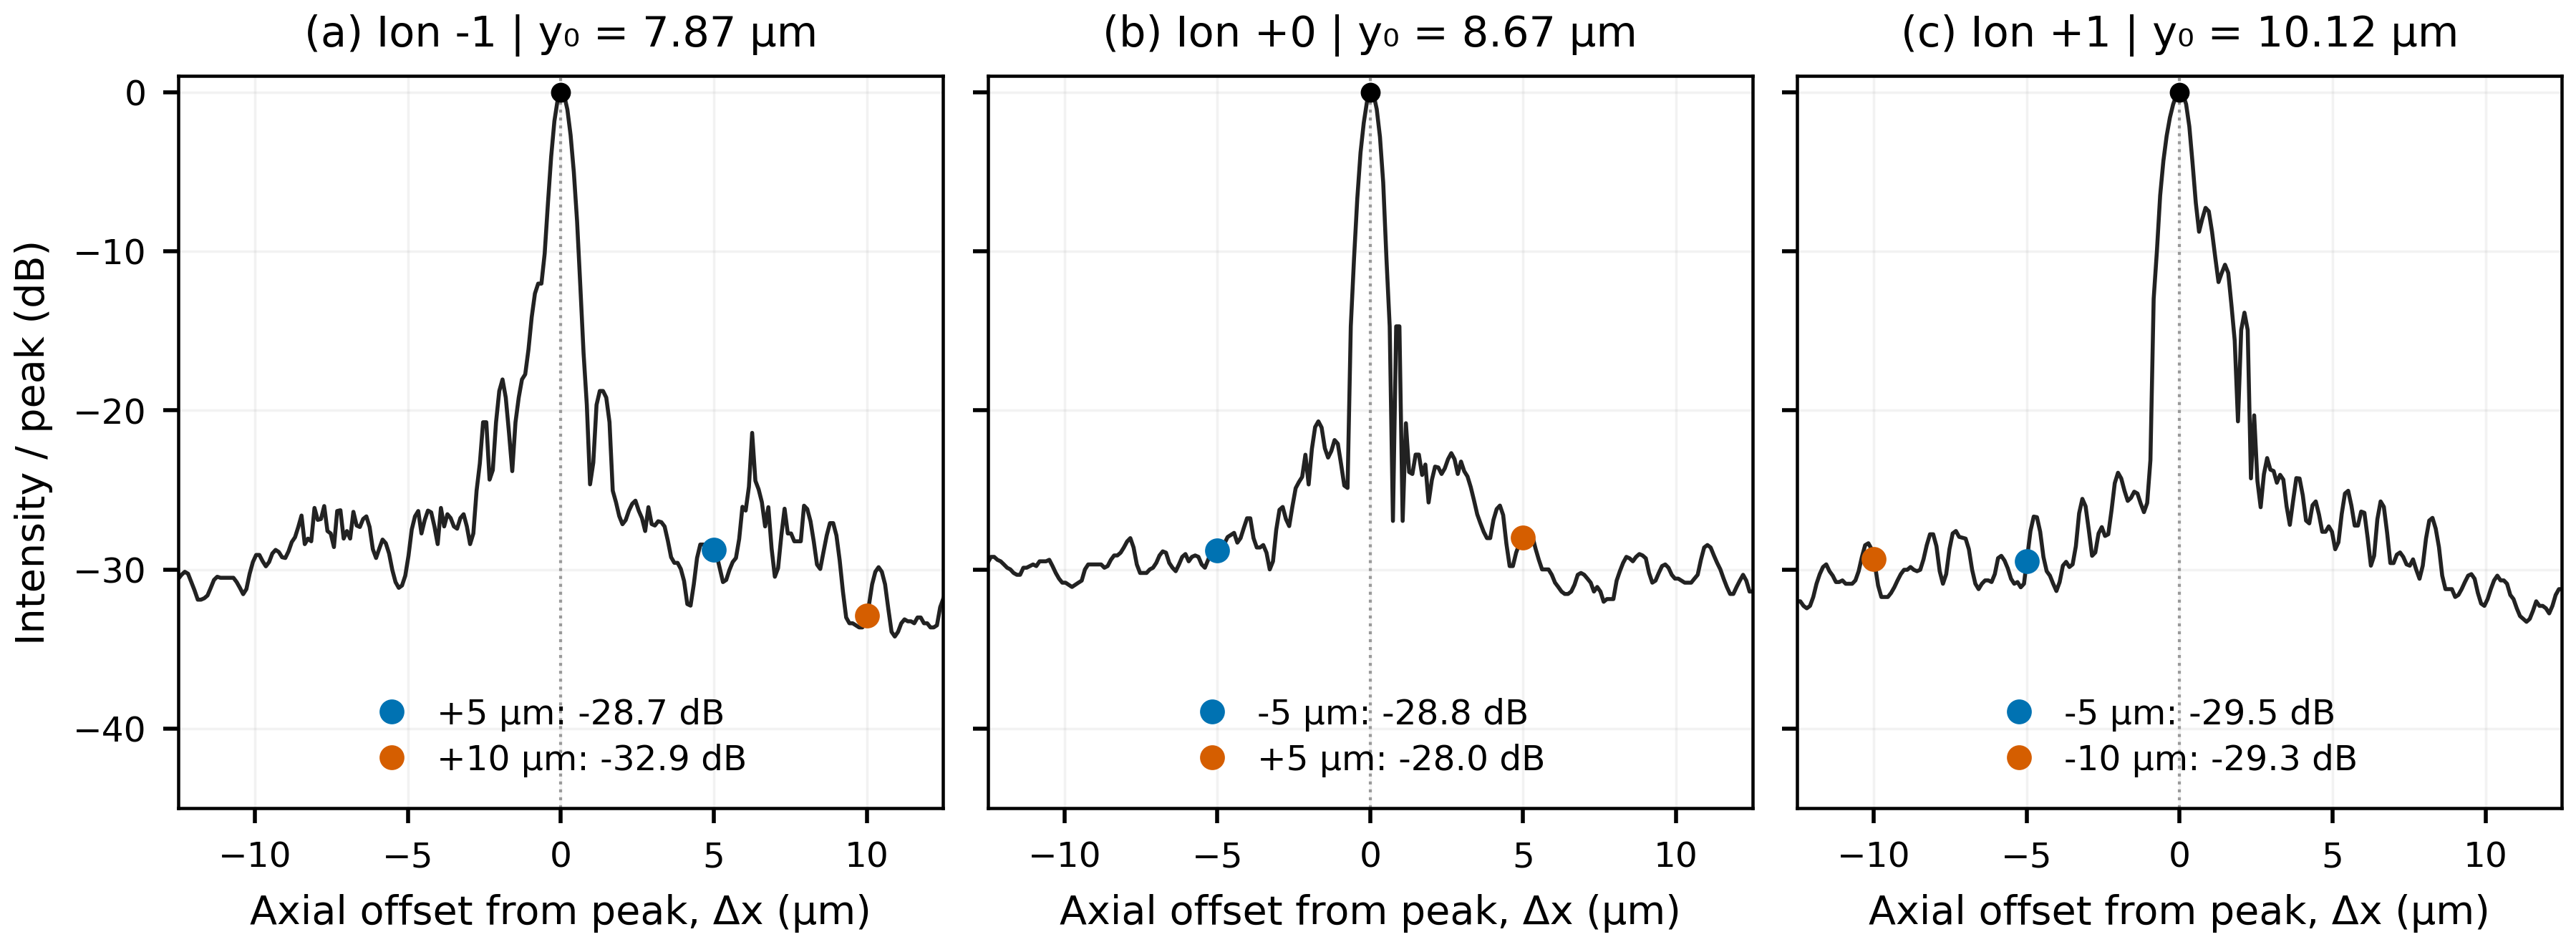 (a) Ion -1 | y₀ = 7.87 μm
(b) Ion +0 | y₀ = 8.67 μm
(c) Ion +1 | y₀ = 10.12 μm
Intensity / peak (dB)
0
−10
−20
−30
−40
+5 μm: -28.7 dB
+10 μm: -32.9 dB
-5 μm: -28.8 dB
+5 μm: -28.0 dB
-5 μm: -29.5 dB
-10 μm: -29.3 dB
−10 −5 0 5 10
−10 −5 0 5 10
−10 −5 0 5 10
Axial offset from peak, Δx (μm)
Axial offset from peak, Δx (μm)
Axial offset from peak, Δx (μm)